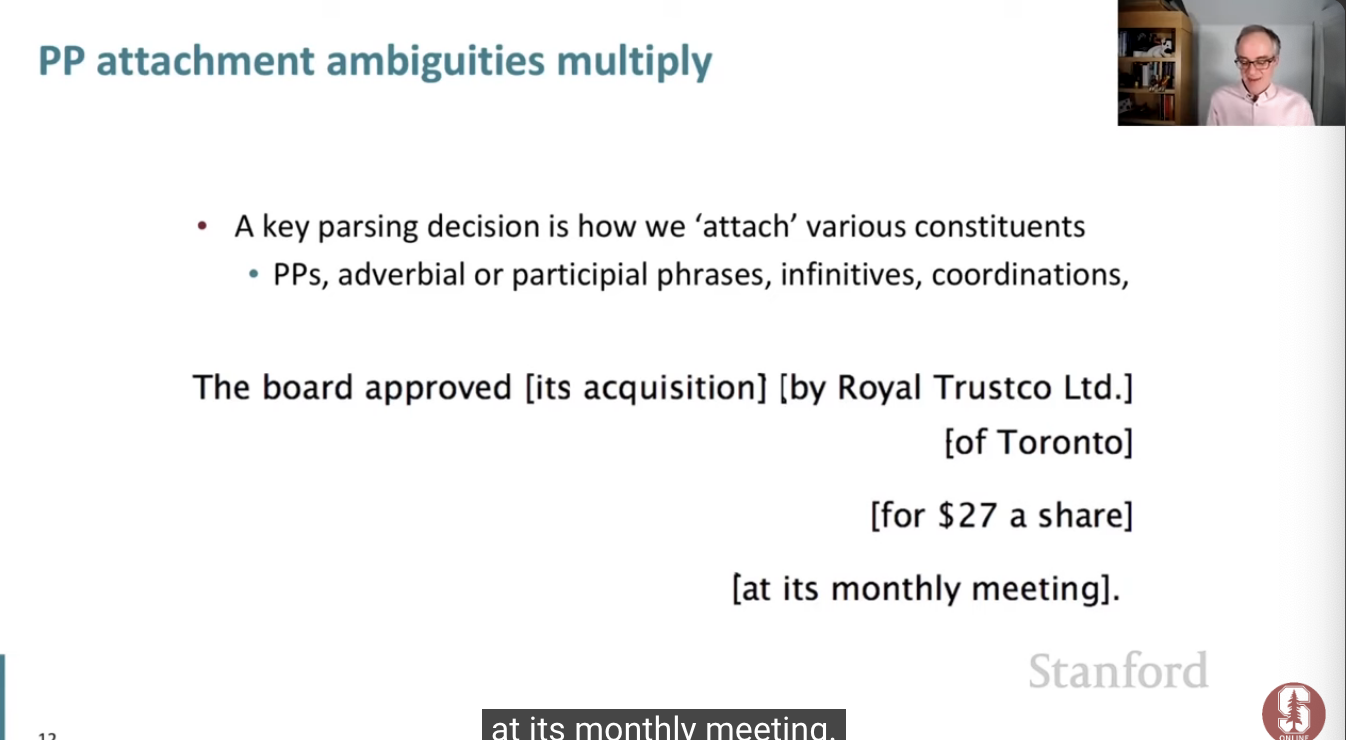 PP attachment ambiguities multiply
• A key parsing decision is how we ‘attach’ various constituents
• PPs, adverbial or participial phrases, infinitives, coordinations,
The board approved [its acquisition] [by Royal Trustco Ltd.]
[of Toronto]
[for $27 a share]
[at its monthly meeting].
Stanford
S
ONLINE
12
at its monthly meeting.